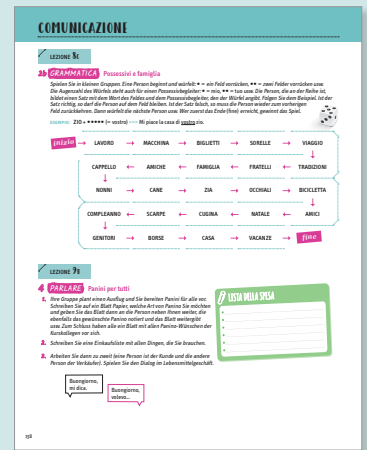 COMUNICAZIONE
LEZIONE 8C
2b GRAMMATICA Possessivi e famiglia
Spielen Sie in kleinen Gruppen. Eine Person beginnt und würfelt: • = ein Feld vorrücken, •• = zwei Felder vorrücken usw.
Die Augenzahl des Würfels steht auch für einen Possessivbegleiter: • = mio, •• = tuo usw. Die Person, die an der Reihe ist,
bildet einen Satz mit dem Wort des Feldes und dem Possessivbegleiter, den der Würfel angibt. Folgen Sie dem Beispiel. Ist der
Satz richtig, so darf die Person auf dem Feld bleiben. Ist der Satz falsch, so muss die Person wieder zum vorherigen
Feld zurückkehren. Dann würfelt die nächste Person usw. Wer zuerst das Ende (fine) erreicht, gewinnt das Spiel.
ESEMPIO: ZIO + ••••• (= vostro) → Mi piace la casa di vostro zio.
inizio → LAVORO → MACCHINA → BIGLIETTI → SORELLE → VIAGGIO
↓
CAPPELLO ← AMICHE ← FAMIGLIA ← FRATELLI ← TRADIZIONI
↓
NONNI → CANE → ZIA → OCCHIALI → BICICLETTA
↓
COMPLEANNO ← SCARPE ← CUGINA ← NATALE ← AMICI
↓
GENITORI → BORSE → CASA → VACANZE → fine
LEZIONE
4 PARLARE Panini per tutti
1. Ihre Gruppe plant einen Ausflug und Sie bereiten Panini für alle vor.
Schreiben Sie auf ein Blatt Papier, welche Art von Panino Sie möchten
und geben Sie das Blatt dann an die Person neben Ihnen weiter, die
ebenfalls das gewünschte Panino notiert und das Blatt weitergibt
usw. Zum Schluss haben alle ein Blatt mit allen Panino-Wünschen der
Kurskollegen vor sich.
2. Schreiben Sie eine Einkaufsliste mit allen Dingen, die Sie brauchen.
3. Arbeiten Sie dann zu zweit (eine Person ist der Kunde und die andere
Person der Verkäufer). Spielen Sie den Dialog im Lebensmittelgeschäft.
LISTA DELLA SPESA
Buongiorno,
mi dica.
Buongiorno,
volevo...